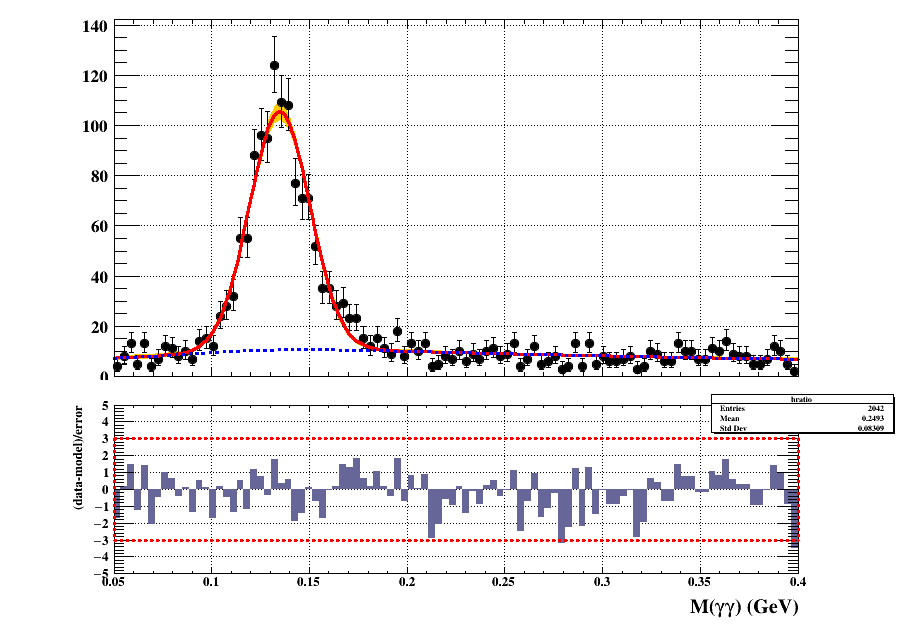 140
120
100
80
60
40
20
0
hratio
Entries 2042
Mean 0.2493
Std Dev 0.08309
(data-model)/error
5
4
3
2
1
0
−1
−2
−3
−4
−5
0.05 0.1 0.15 0.2 0.25 0.3 0.35 0.4
M(γγ) (GeV)